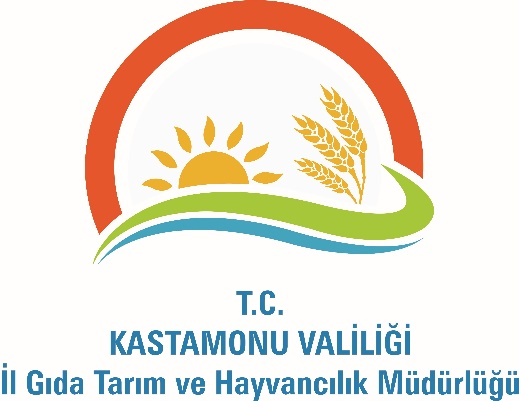 T.C.
KASTAMONU VALİLİĞİ
İl Gıda Tarım ve Hayvancılık Müdürlüğü